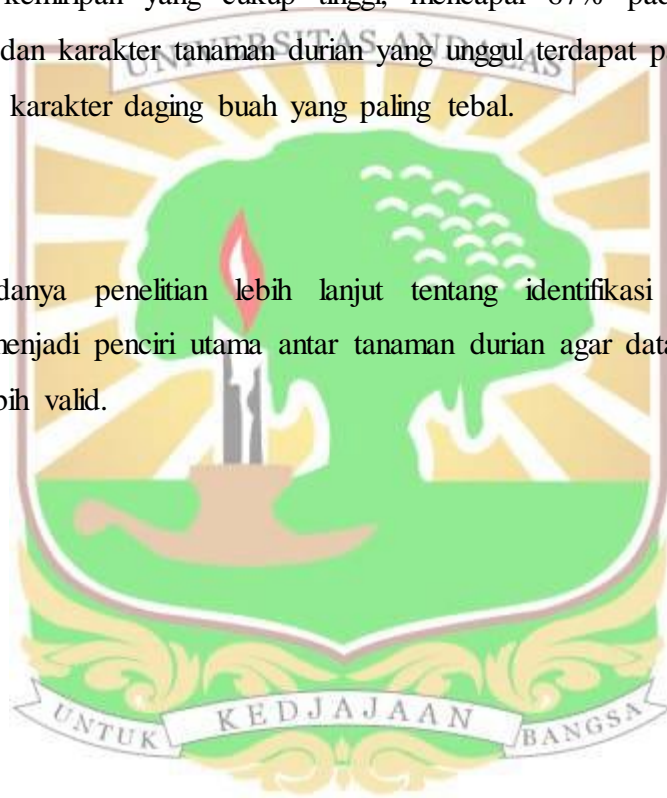 kemiripan yang cukup tinggi, mencapai
UNIVERSITAS ANDALAS
dan karakter tanaman durian yang unggul terdapat
karakter daging buah yang paling tebal.
danya penelitian lebih lanjut tentang identifikasi
menjadi penciri utama antar tanaman durian agar data
bih valid.
UNTUK KEDJAJAAN BANGSA